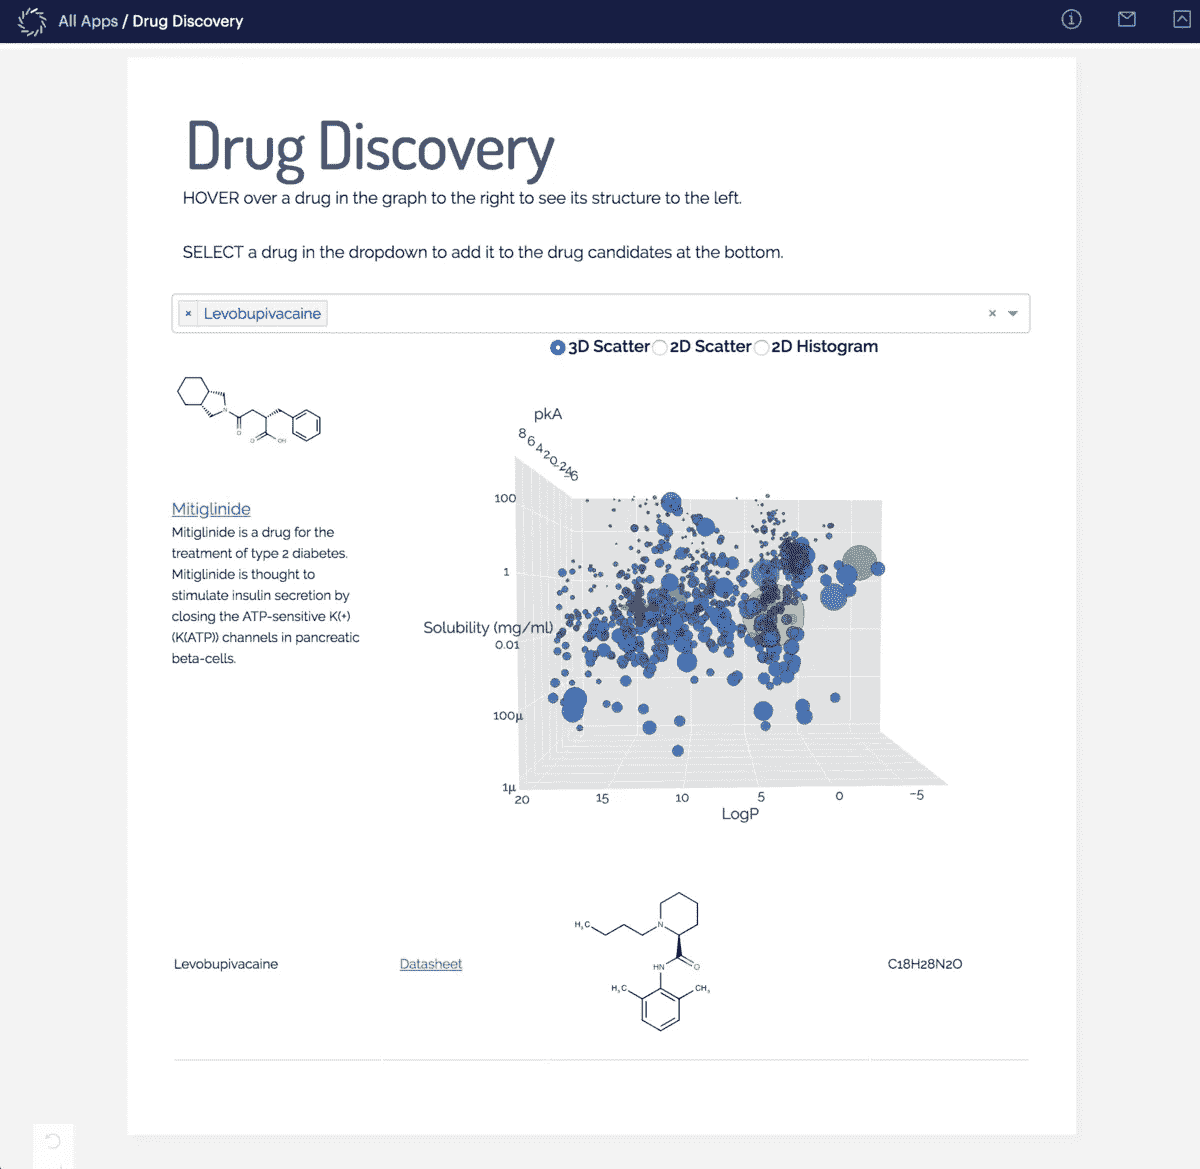 All Apps / Drug Discovery
Drug Discovery
HOVER over a drug in the graph to the right to see its structure to the left.
SELECT a drug in the dropdown to add it to the drug candidates at the bottom.
× Levobupivacaine
×
3D Scatter 2D Scatter 2D Histogram
N
O
O
OH
Mitiglinide
Mitiglinide is a drug for the
treatment of type 2 diabetes.
Mitiglinide is thought to
stimulate insulin secretion by
closing the ATP-sensitive K(+)
(K(ATP)) channels in pancreatic
beta-cells.
pkA
8 6 4 2 0 -2 -4 -6
100
1
Solubility (mg/ml)
0.01
100μ
1μ
20 15 10 5 0 −5
LogP
H₃C
N
Levobupivacaine
Datasheet
HN
O
C18H28N2O
H₃C
CH₃